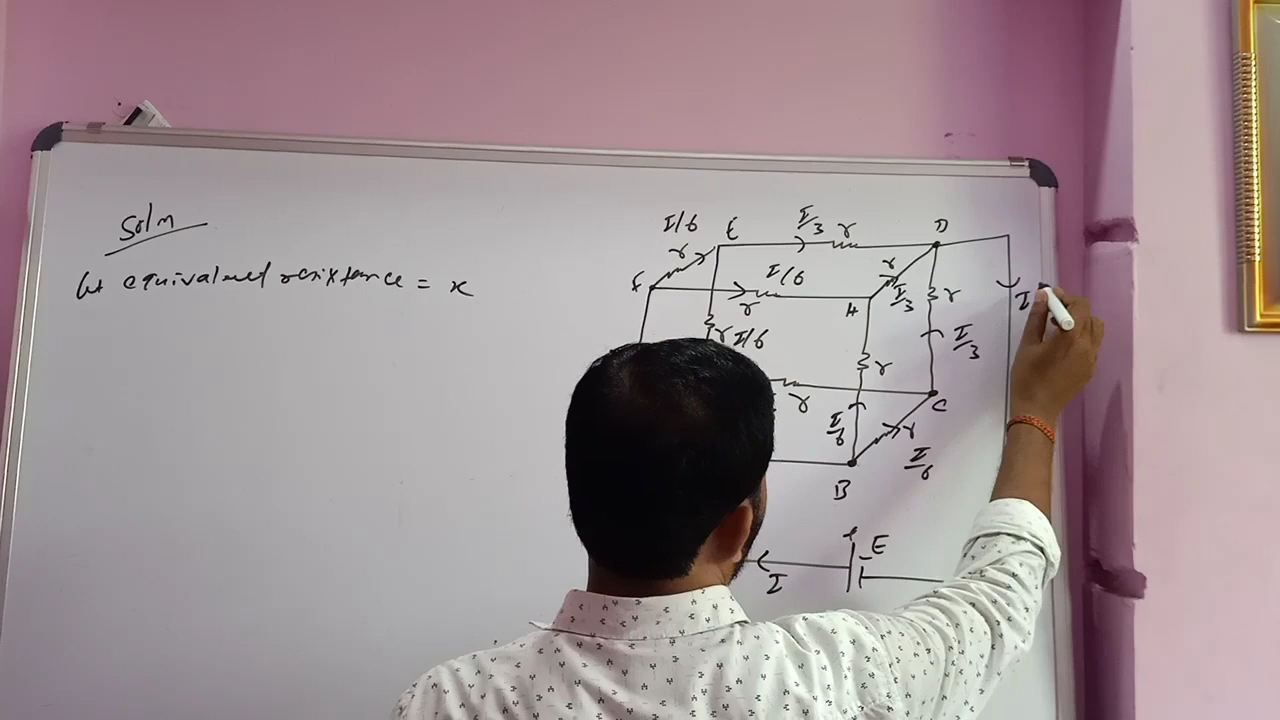 Soln
let equivalent resistance = x
I/6 E I/3 r D
r
F I/6 r H r I/3 r
r I/6 r I/3 I
r C
I/6 r I/6
B
+ - E
I